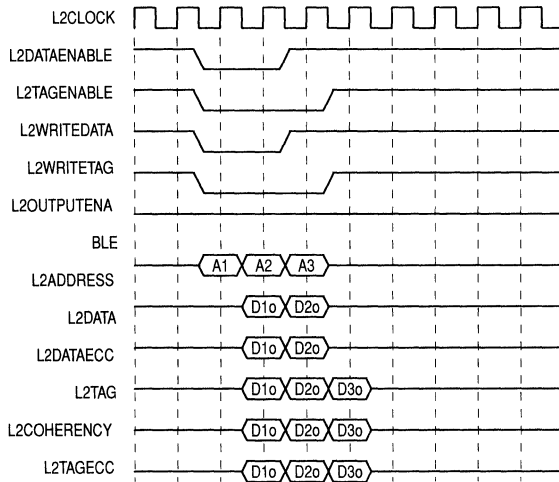 L2CLOCK
L2DATAENABLE
L2TAGENABLE
L2WRITEDATA
L2WRITETAG
L2OUTPUTENA
BLE
L2ADDRESS A1 A2 A3
L2DATA D1o D2o
L2DATAECC D1o D2o
L2TAG D1o D2o D3o
L2COHERENCY D1o D2o D3o
L2TAGECC D1o D2o D3o